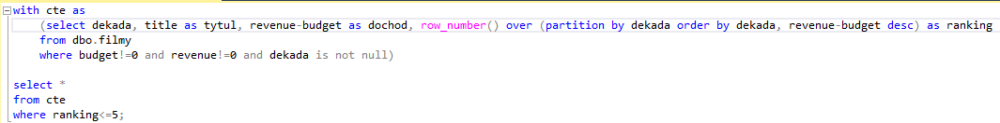 with cte as
(select dekada, title as tytul, revenue-budget as dochod, row_number() over (partition by dekada order by dekada, revenue-budget desc) as ranking
from dbo.filmy
where budget!=0 and revenue!=0 and dekada is not null)
select *
from cte
where ranking<=5;